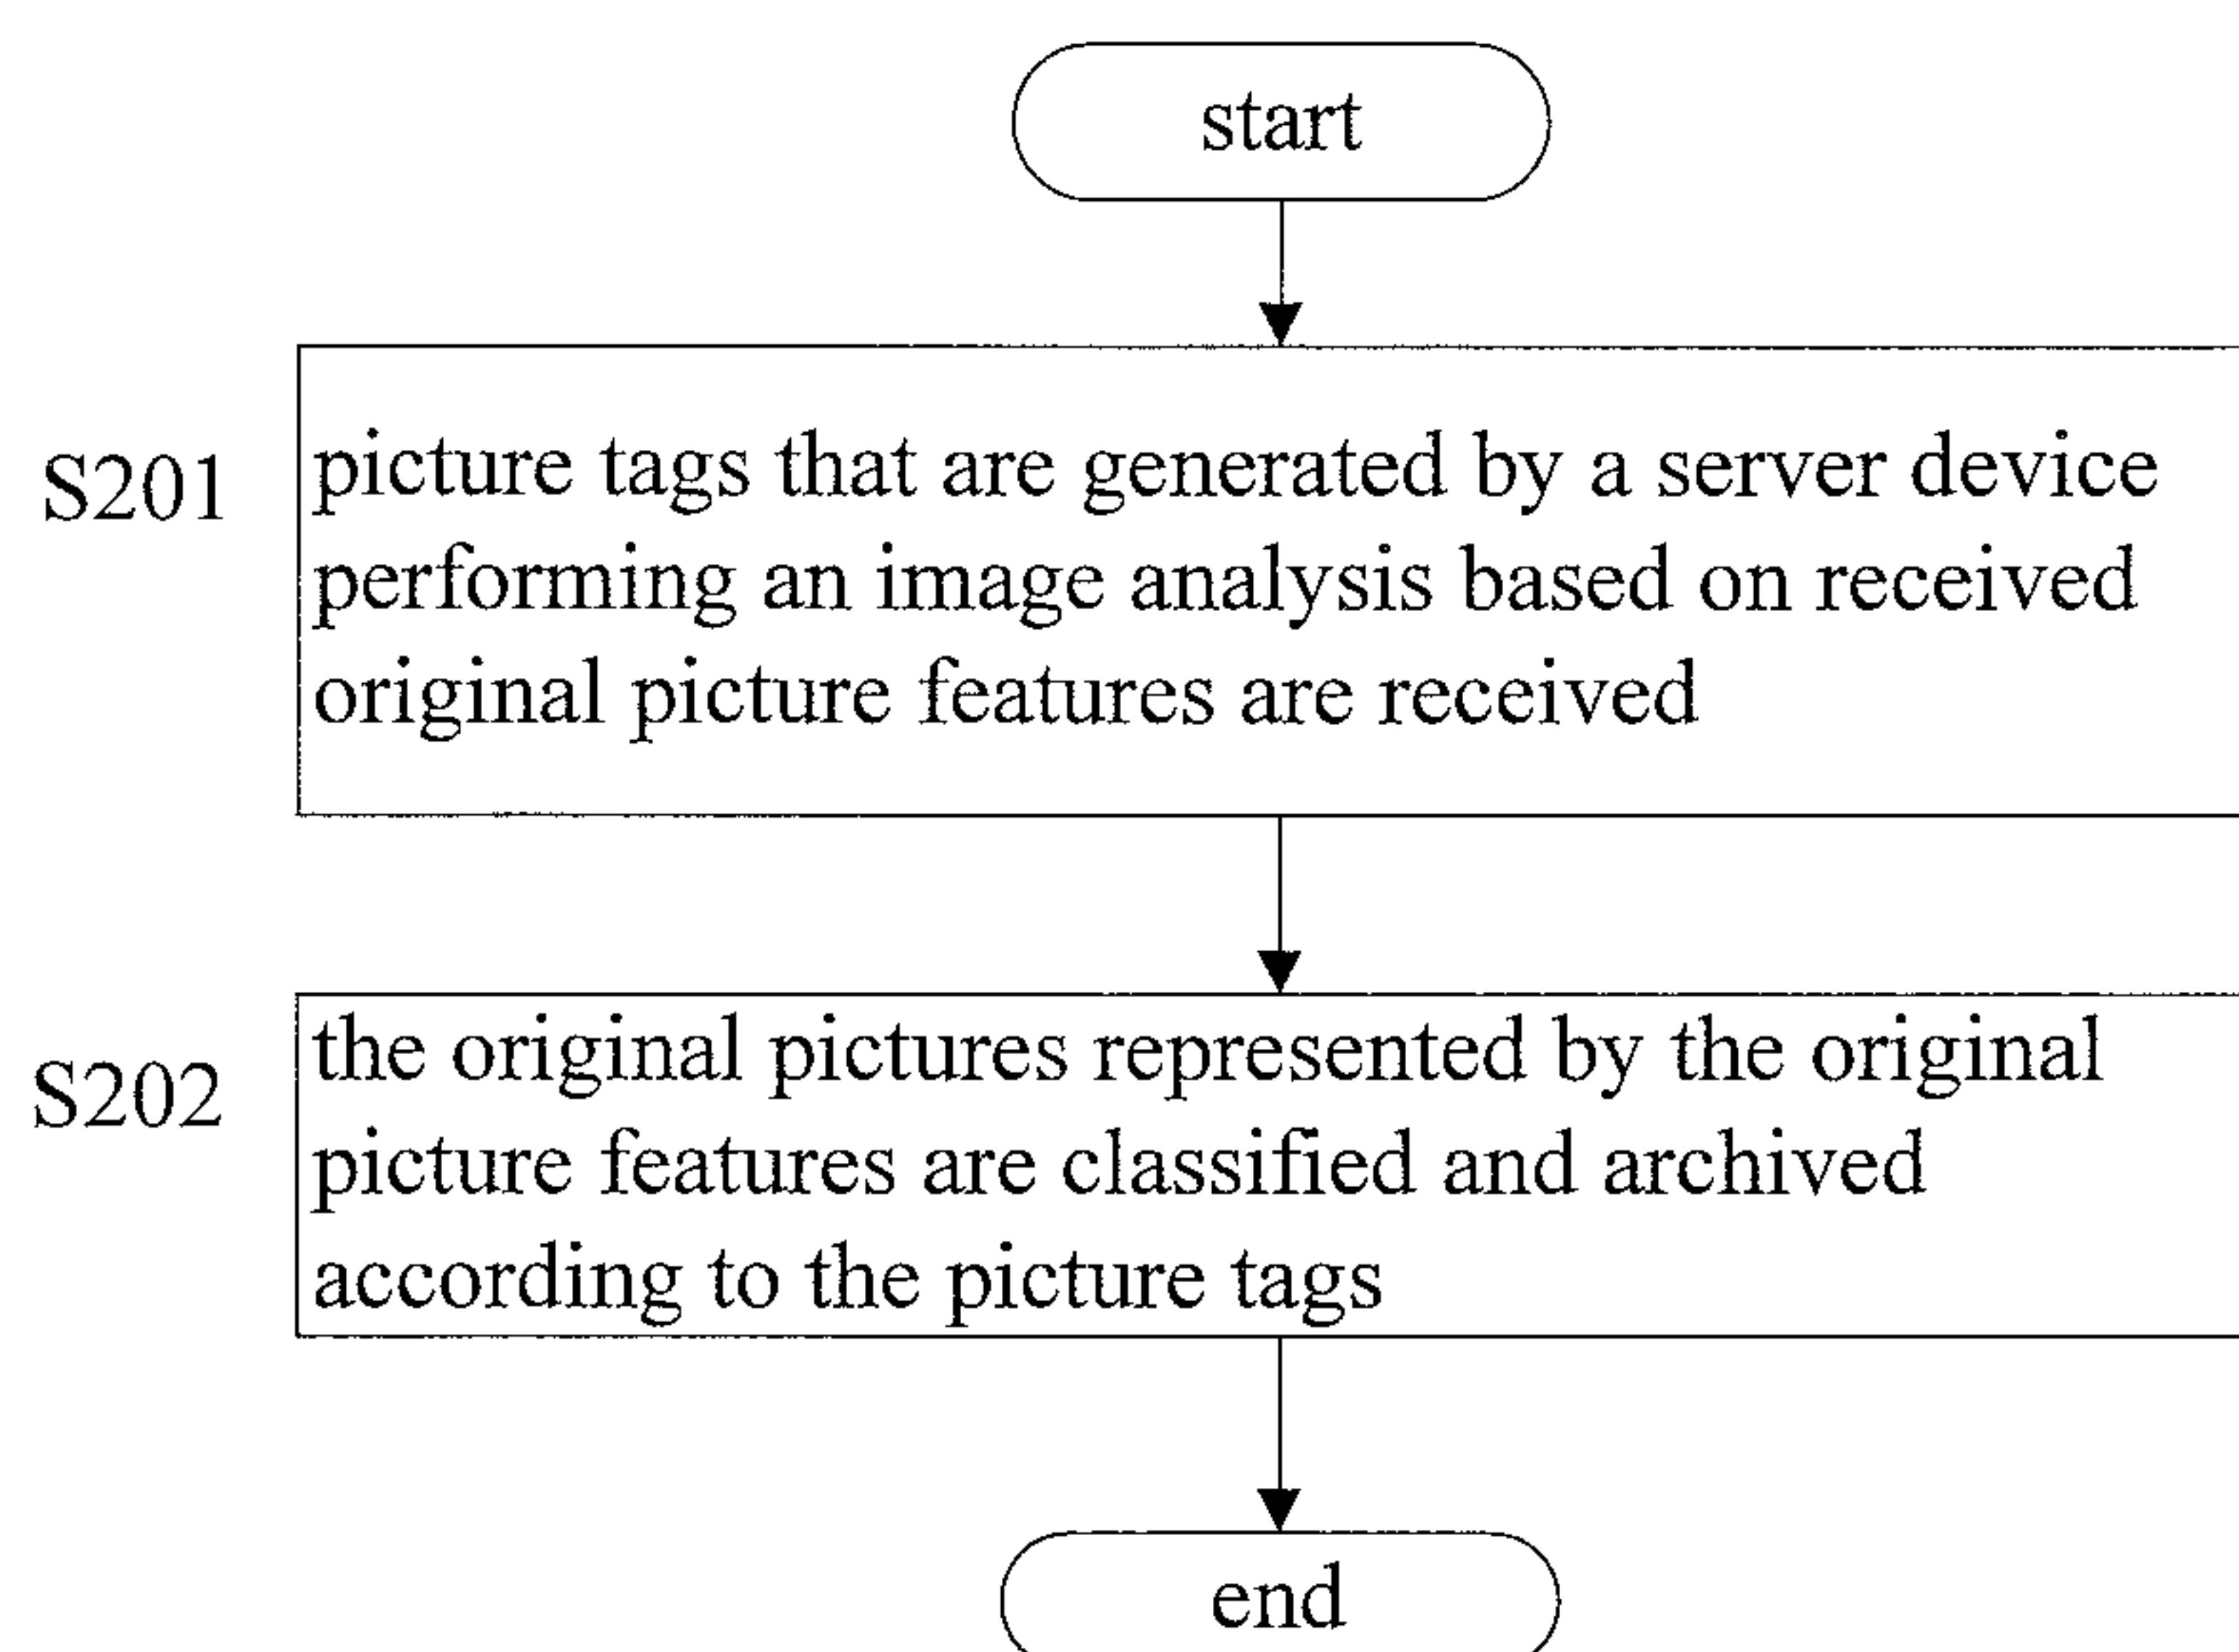 start
S201
picture tags that are generated by a server device
performing an image analysis based on received
original picture features are received
S202
the original pictures represented by the original
picture features are classified and archived
according to the picture tags
end